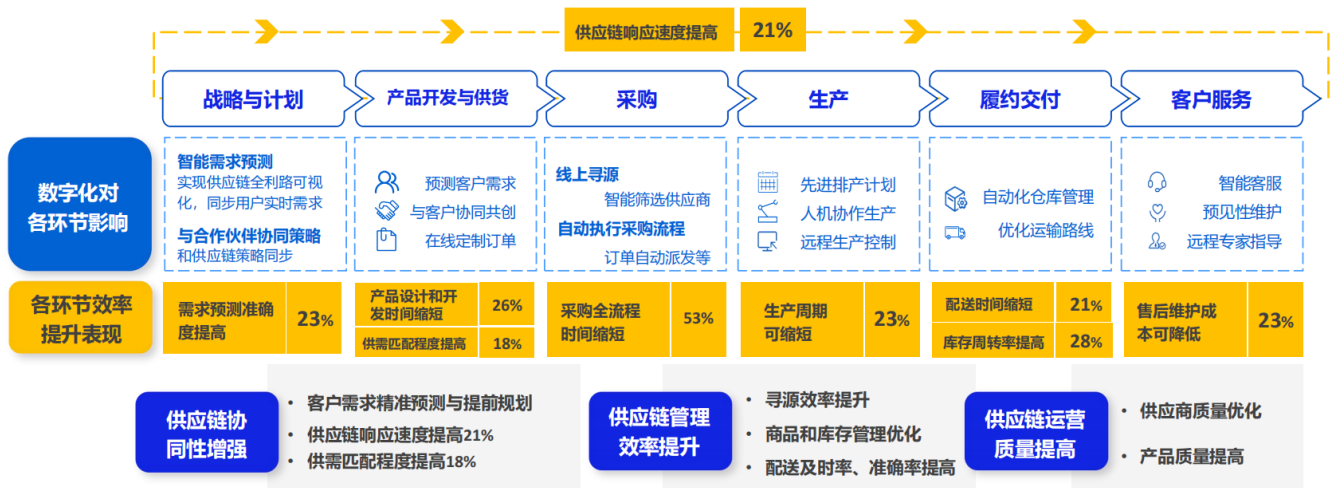 供应链响应速度提高 21%
战略与计划
产品开发与供货
采购
生产
履约交付
客户服务
数字化对
各环节影响
智能需求预测
实现供应链全利路可视
化，同步用户实时需求
与合作伙伴协同策略
和供应链策略同步
预测客户需求
与客户协同共创
在线定制订单
线上寻源
智能筛选供应商
自动执行采购流程
订单自动派发等
先进排产计划
人机协作生产
远程生产控制
自动化仓库管理
优化运输路线
智能客服
预见性维护
远程专家指导
各环节效率
提升表现
需求预测准确
度提高
23%
产品设计和开
发时间缩短
26%
供需匹配程度提高
18%
采购全流程
时间缩短
53%
生产周期
可缩短
23%
配送时间缩短
21%
库存周转率提高
28%
售后维护成
本可降低
23%
供应链协
同性增强
• 客户需求精准预测与提前规划
• 供应链响应速度提高21%
• 供需匹配程度提高18%
供应链管理
效率提升
• 寻源效率提升
• 商品和库存管理优化
• 配送及时率、准确率提高
供应链运营
质量提高
• 供应商质量优化
• 产品质量提高